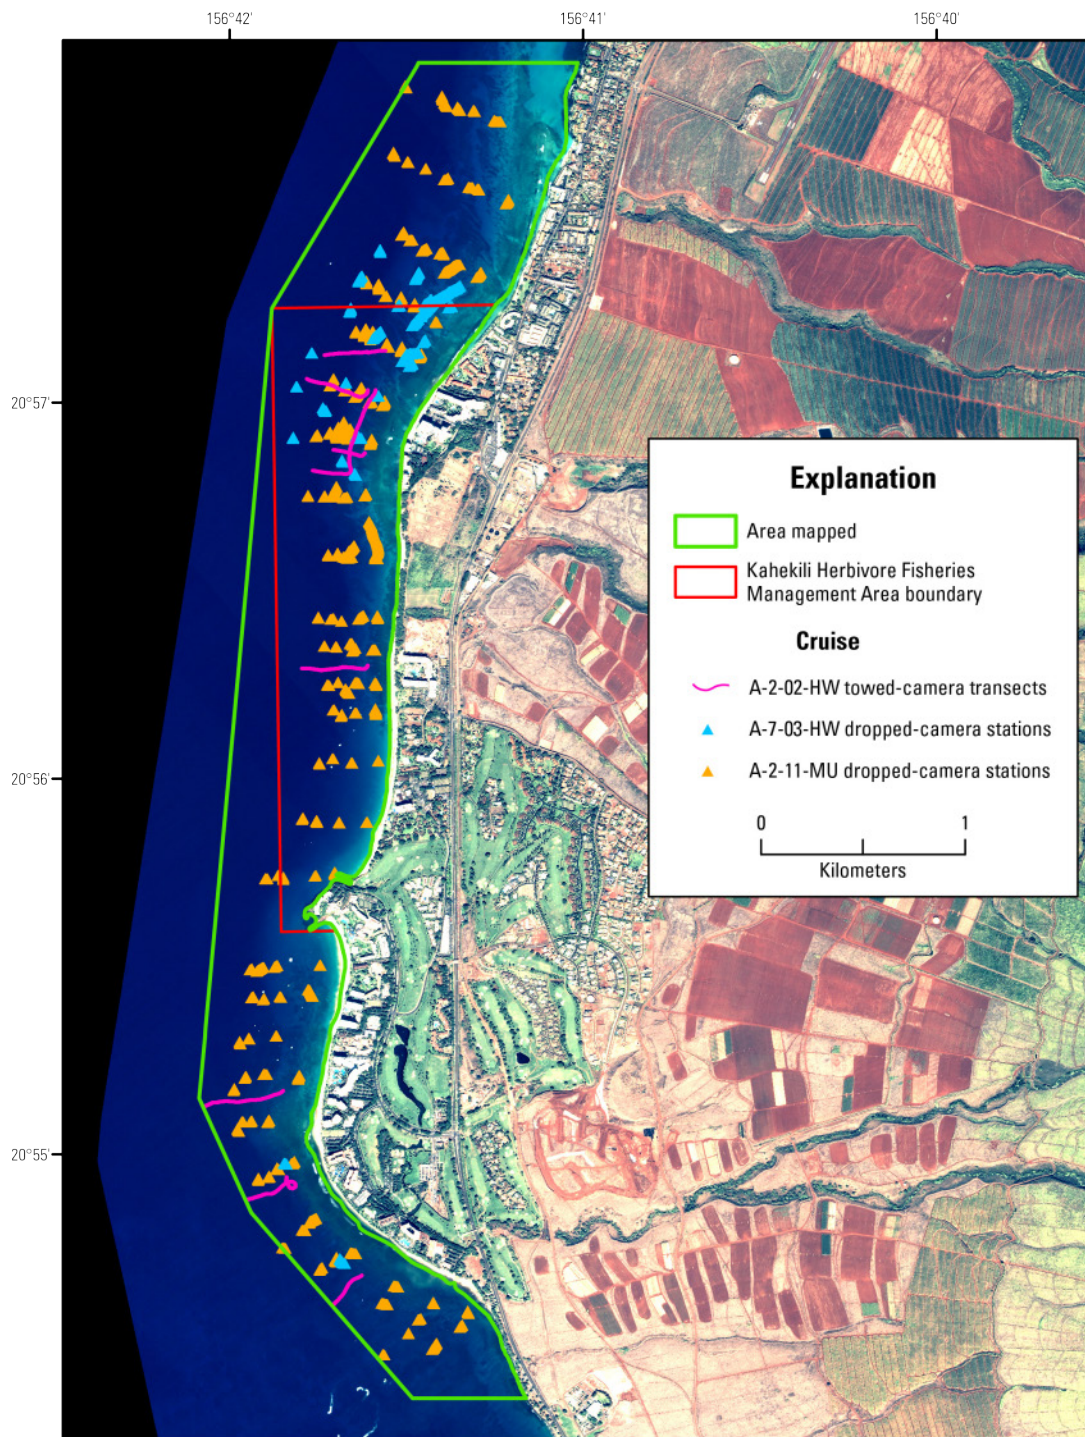 156°42' 156°41' 156°40'
20°57'
20°56'
20°55'
Explanation
Area mapped
Kahekili Herbivore Fisheries
Management Area boundary
Cruise
A-2-02-HW towed-camera transects
A-7-03-HW dropped-camera stations
A-2-11-MU dropped-camera stations
0 1
Kilometers